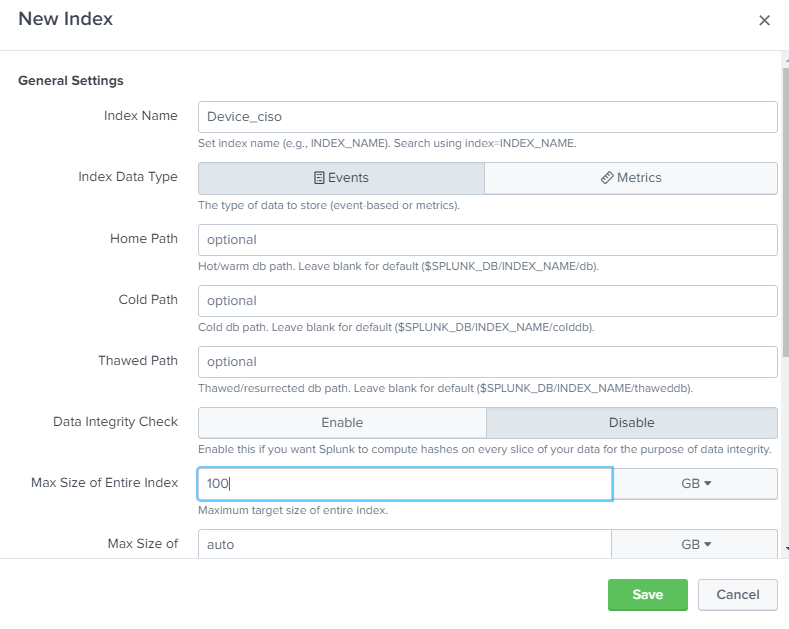 New Index
General Settings
Index Name Device_ciso
Set index name (e.g., INDEX_NAME). Search using index=INDEX_NAME.
Index Data Type Events Metrics
The type of data to store (event-based or metrics).
Home Path optional
Hot/warm db path. Leave blank for default ($SPLUNK_DB/INDEX_NAME/db).
Cold Path optional
Cold db path. Leave blank for default ($SPLUNK_DB/INDEX_NAME/colddb).
Thawed Path optional
Thawed/resurrected db path. Leave blank for default ($SPLUNK_DB/INDEX_NAME/thaweddb).
Data Integrity Check Enable Disable
Enable this if you want Splunk to compute hashes on every slice of your data for the purpose of data integrity.
Max Size of Entire Index 100 GB
Maximum target size of entire index.
Max Size of auto GB
Save Cancel